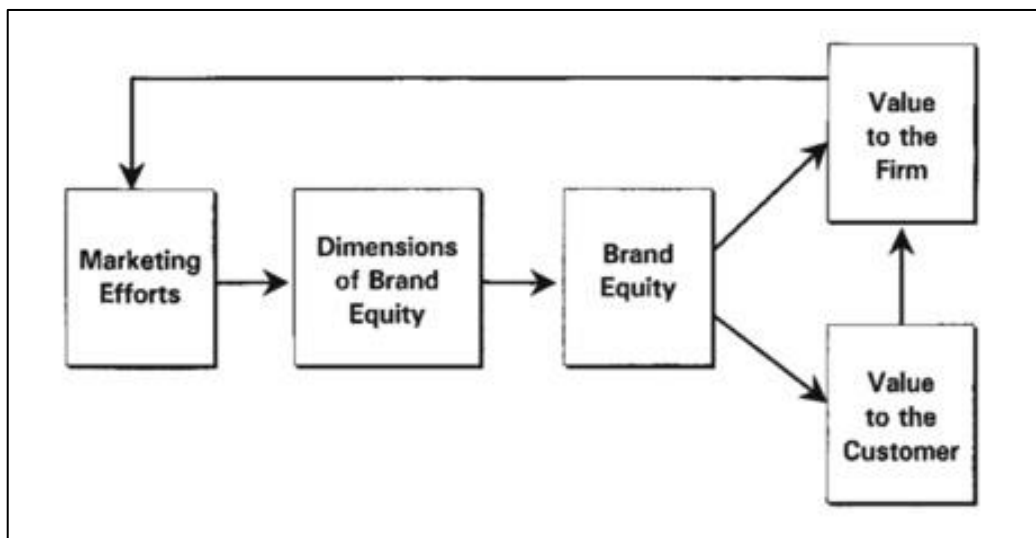 Marketing
Efforts
Dimensions
of Brand
Equity
Brand
Equity
Value
to the
Firm
Value
to the
Customer